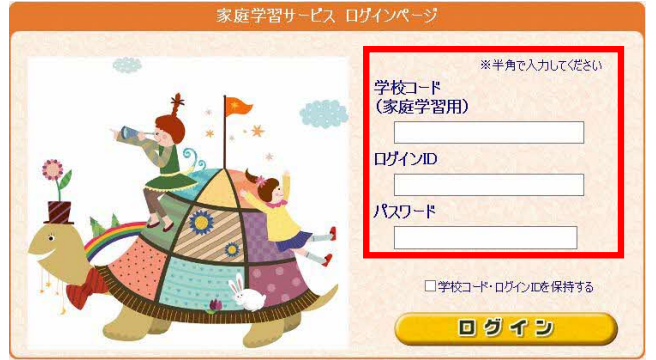 家庭学習サービス ログインページ
※半角で入力してください
学校コード
（家庭学習用）
ログインID
パスワード
学校コード・ログインIDを保持する
ログイン